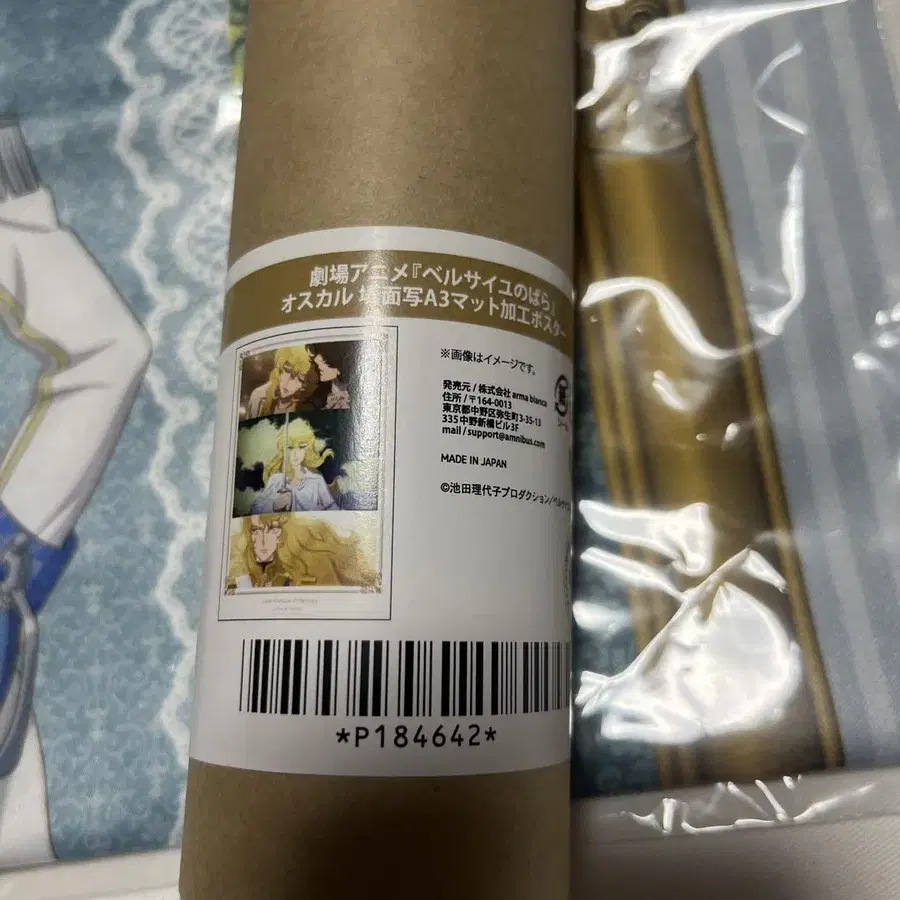 劇場アニメ『ベルサイユのばら』
オスカル 場面写A3マット加工ポスター
※画像はイメージです。
発売元 / 株式会社 arma bianca
住所 / 〒164-0013
東京都中野区弥生町3-35-13
335中野新橋ビル3F
mail / support@amnibus.com
MADE IN JAPAN
©池田理代子プロダクション/ベルサイ
*P184642*